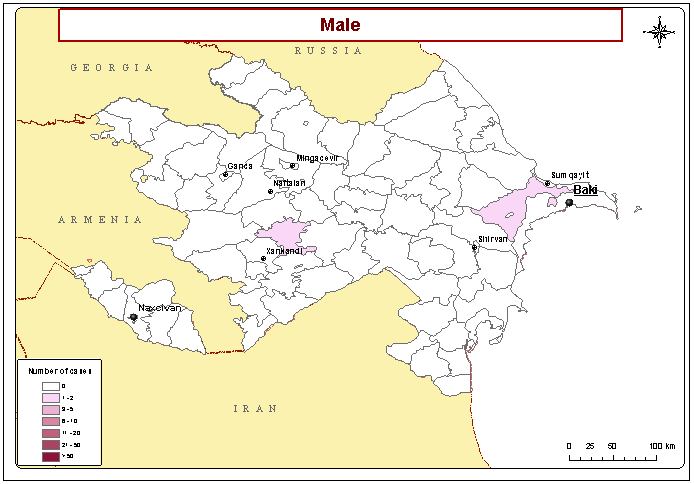 Male
RUSSIA
GEORGIA
Ganca
Mingacevir
Naftalan
Sumqayit
Baki
ARMENIA
Xankandi
Shirvan
Naxcivan
Number of cases
0
1 - 2
3 - 5
6 - 10
11 - 20
21 - 50
> 50
IRAN
0 25 50 100 km